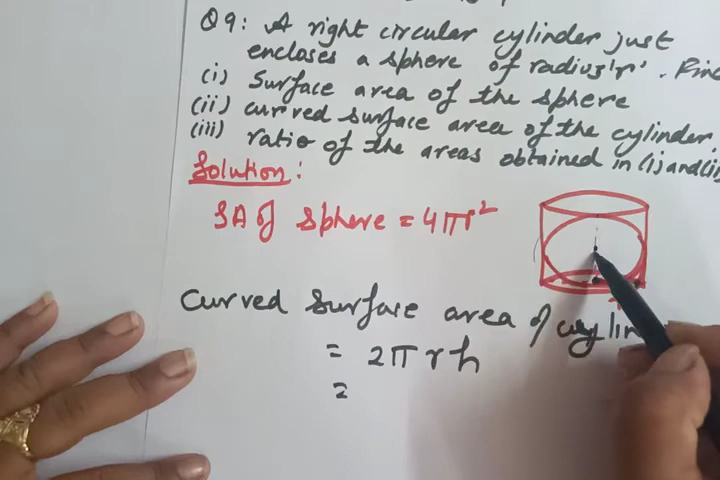 Q9: A right circular cylinder just
encloses a sphere of radius 'r'. Find
(i) Surface area of the sphere
(ii) curved surface area of the cylinder.
(iii) ratio of the areas obtained in (i) and (ii)
Solution:
SA of sphere = 4πr²
Curved surface area of cylin
= 2πrh
=